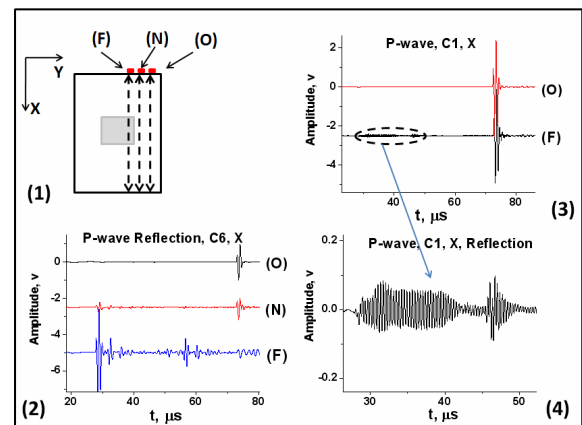 (F) (N) (O)
Y
X
(1)
P-wave, C1, X
Amplitude, v
2
0
-2
-4
(O)
(F)
40 60 80
t, μs
(3)
P-wave Reflection, C6, X
Amplitude, v
0
-2
-4
-6
(O)
(N)
(F)
20 40 60 80
t, μs
(2)
P-wave, C1, X, Reflection
Amplitude, v
0.2
0.0
-0.2
30 40 50
t, μs
(4)